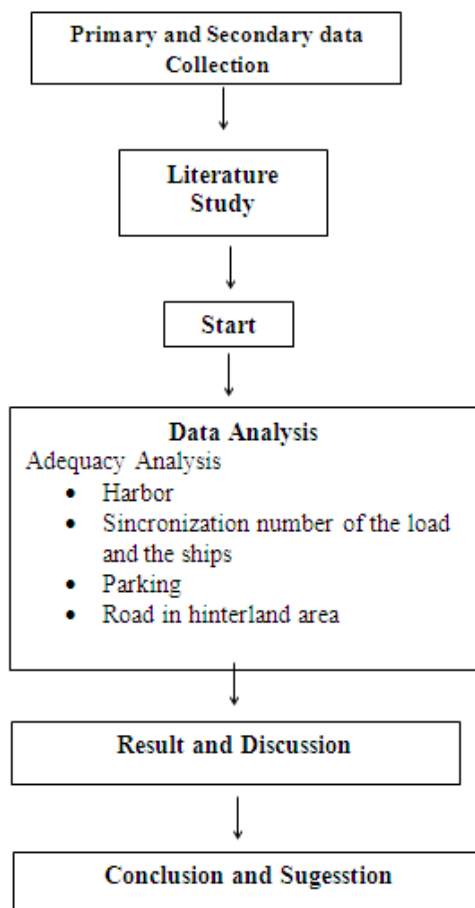 Primary and Secondary data
Collection
Literature
Study
Start
Data Analysis
Adequacy Analysis
• Harbor
• Sincronization number of the load
and the ships
• Parking
• Road in hinterland area
Result and Discussion
Conclusion and Sugesstion